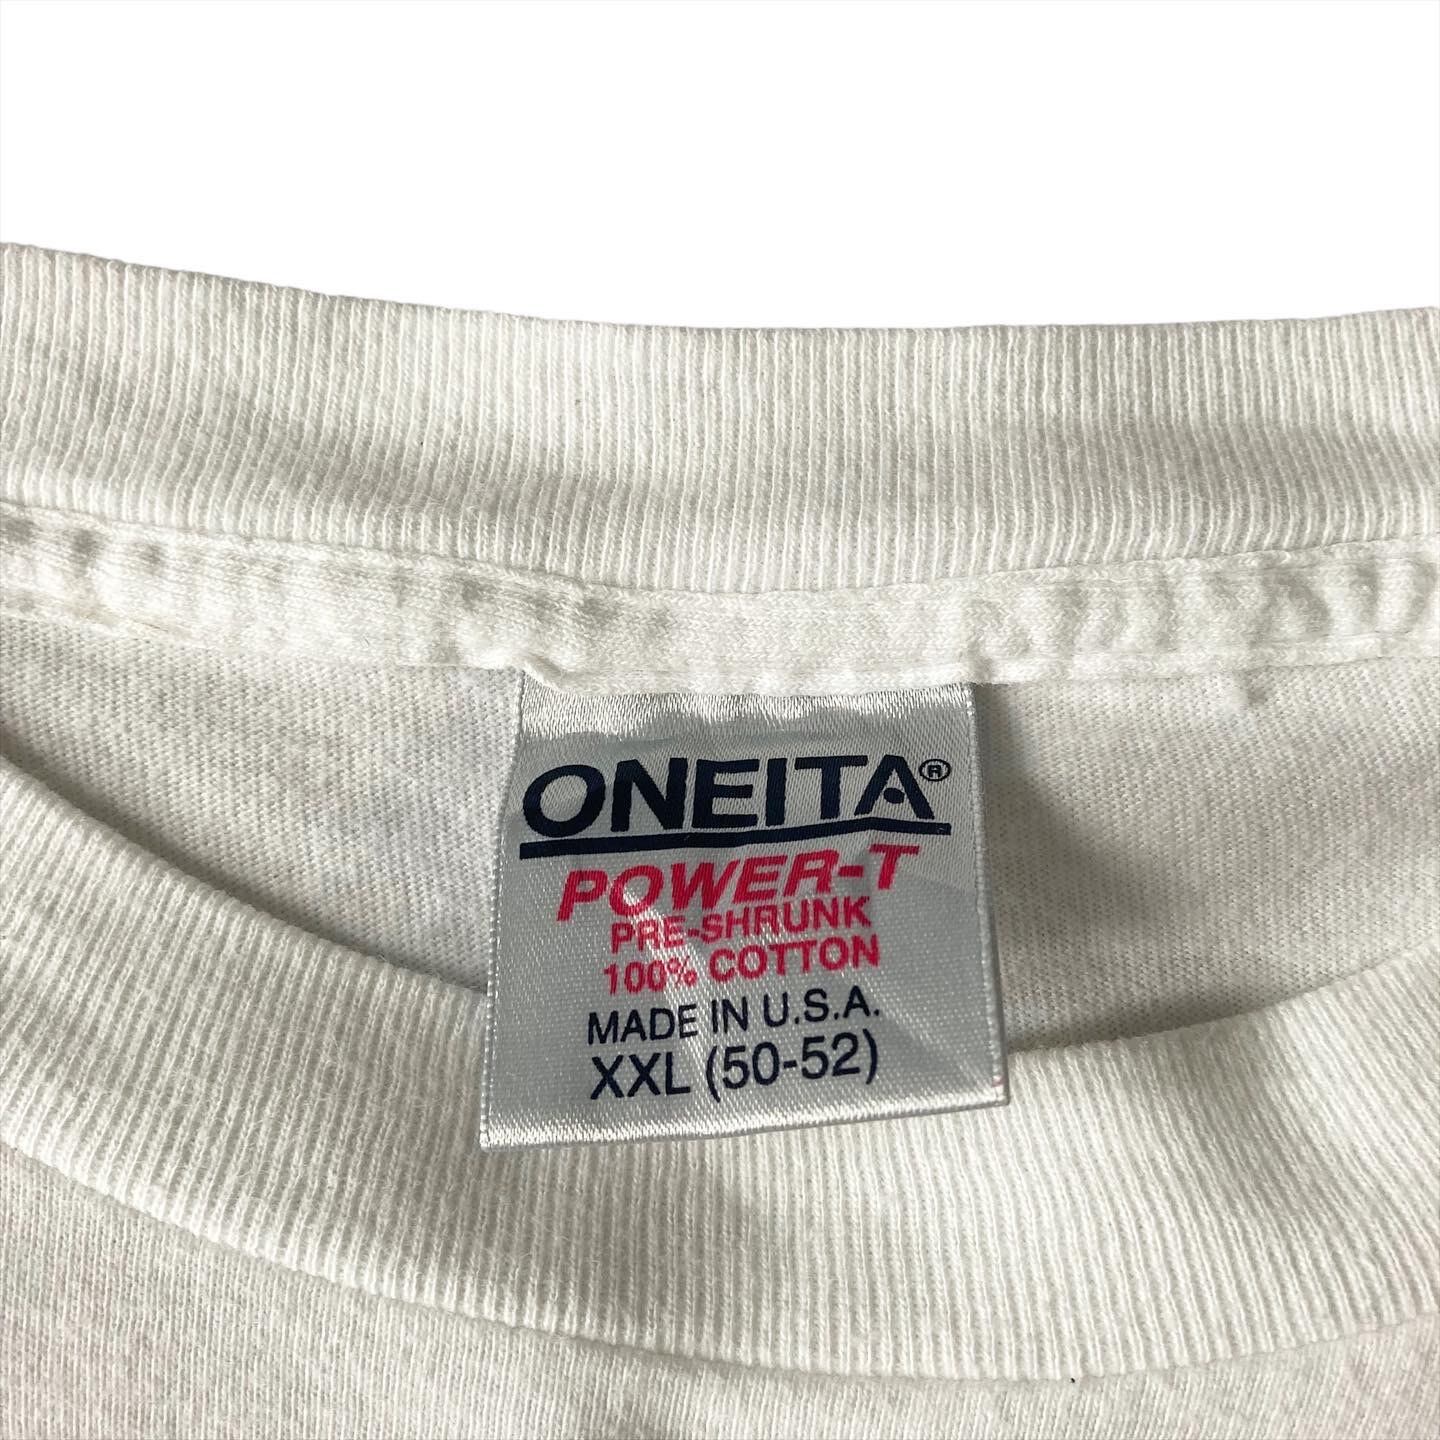 ONEITA®
POWER-T
PRE-SHRUNK
100% COTTON
MADE IN U.S.A.
XXL (50-52)